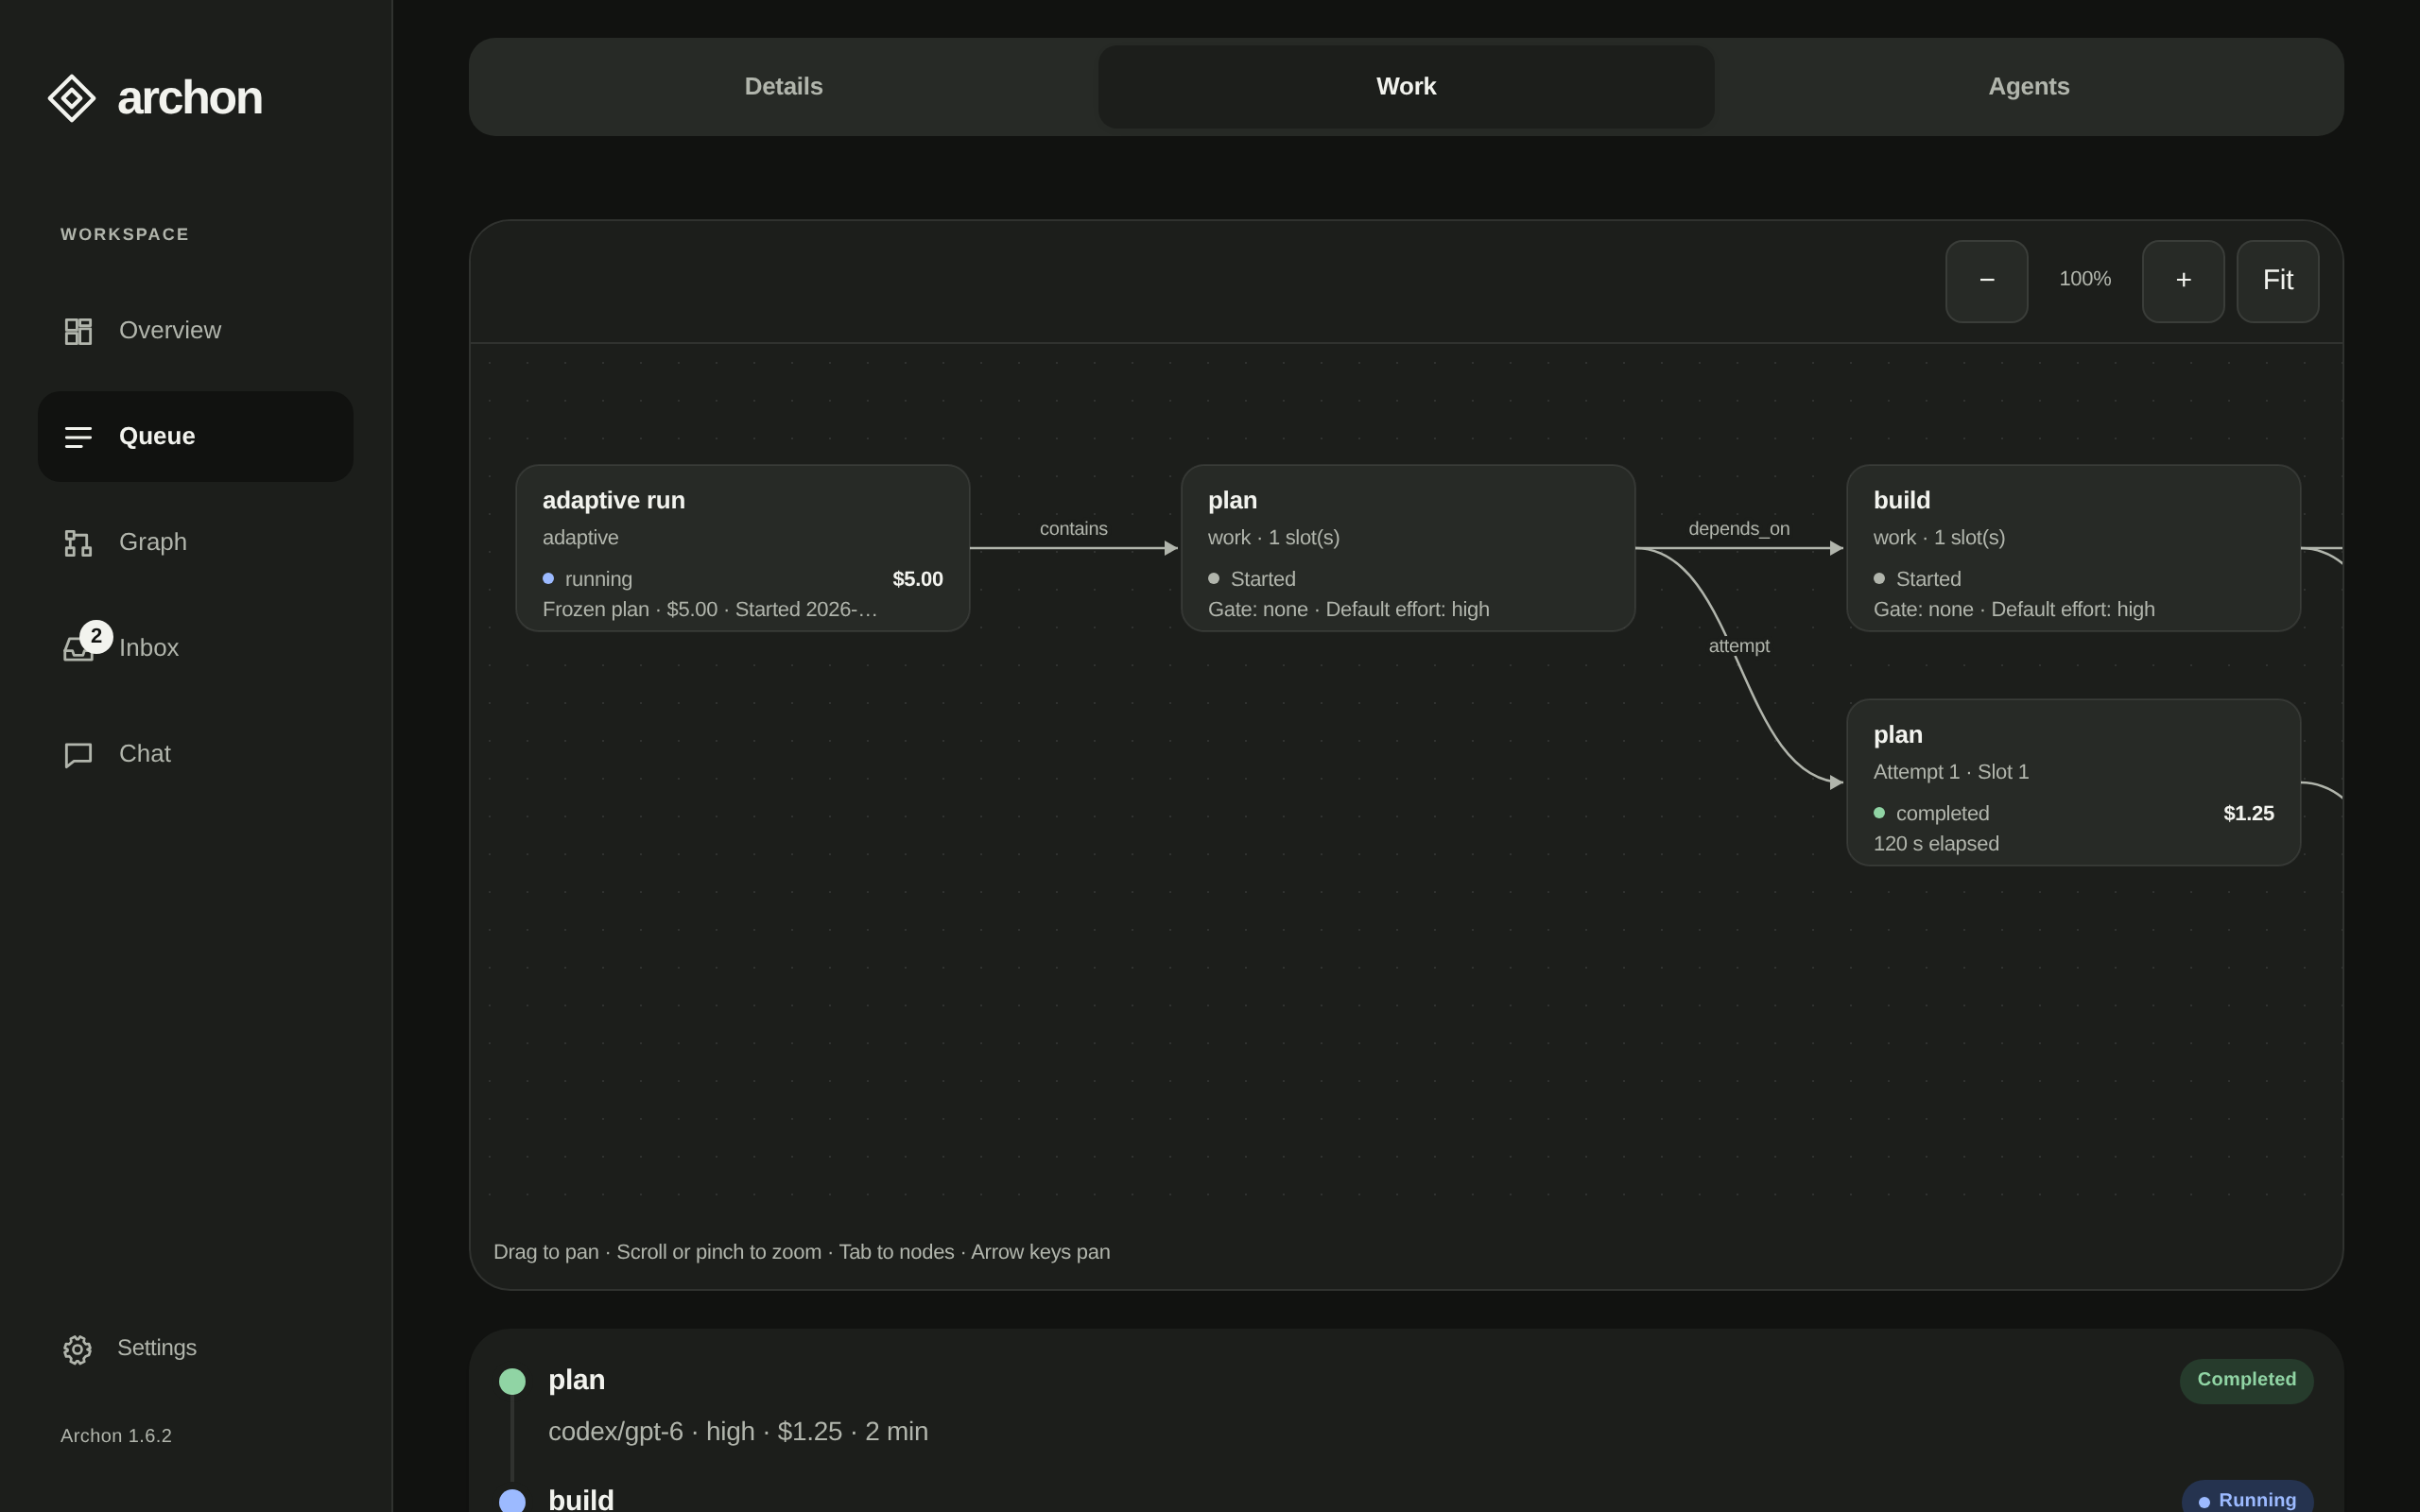 archon
WORKSPACE
Overview
Queue
Graph
2
Inbox
Chat
Settings
Archon 1.6.2
Details
Work
Agents
−
100%
+
Fit
adaptive run
adaptive
running
$5.00
Frozen plan · $5.00 · Started 2026-…
contains
plan
work · 1 slot(s)
Started
Gate: none · Default effort: high
depends_on
attempt
build
work · 1 slot(s)
Started
Gate: none · Default effort: high
plan
Attempt 1 · Slot 1
completed
$1.25
120 s elapsed
Drag to pan · Scroll or pinch to zoom · Tab to nodes · Arrow keys pan
plan
Completed
codex/gpt-6 · high · $1.25 · 2 min
build
Running